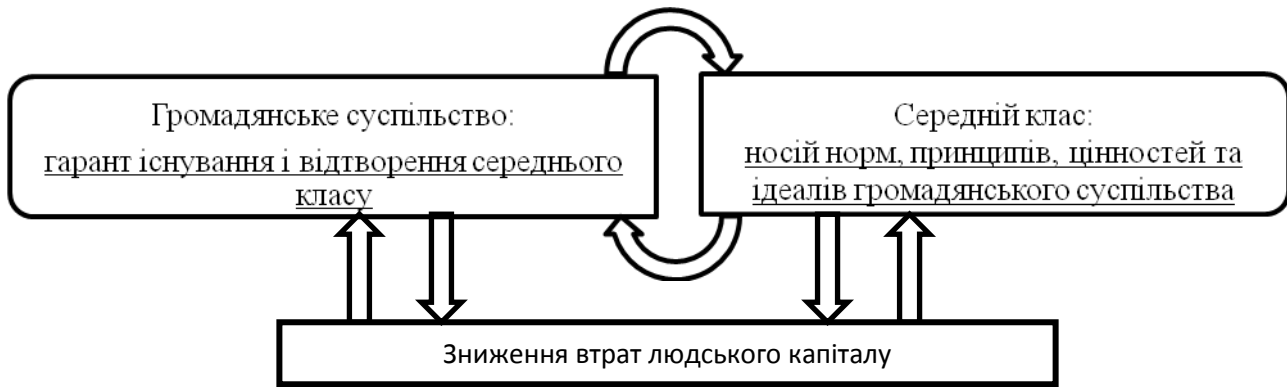 Громадянське суспільство:
гарант існування і відтворення середнього
класу
Середній клас:
носій норм, принципів, цінностей та
ідеалів громадянського суспільства
Зниження втрат людського капіталу